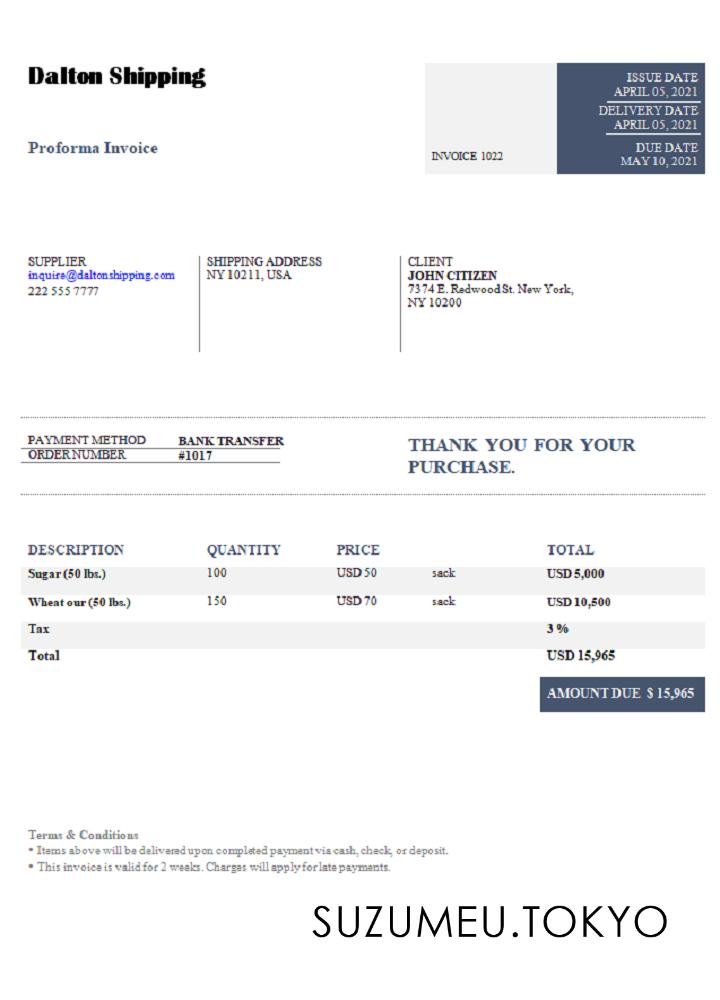 Dalton Shipping
Proforma Invoice
INVOICE 1022
ISSUE DATE
APRIL 05, 2021
DELIVERY DATE
APRIL 05, 2021
DUE DATE
MAY 10, 2021
SUPPLIER
inquire@daltonshipping.com
222 555 7777
SHIPPING ADDRESS
NY 10211, USA
CLIENT
JOHN CITIZEN
7374 E. Redwood St. New York,
NY 10200
PAYMENT METHOD BANK TRANSFER
ORDER NUMBER #1017
THANK YOU FOR YOUR
PURCHASE.
DESCRIPTION QUANTITY PRICE TOTAL
Sugar (50 lbs.) 100 USD 50 sack USD 5,000
Wheat our (50 lbs.) 150 USD 70 sack USD 10,500
Tax 3 %
Total USD 15,965
AMOUNT DUE $ 15,965
Terms & Conditions
* Items above will be delivered upon completed payment via cash, check, or deposit.
* This invoice is valid for 2 weeks. Charges will apply for late payments.
SUZUMEU.TOKYO